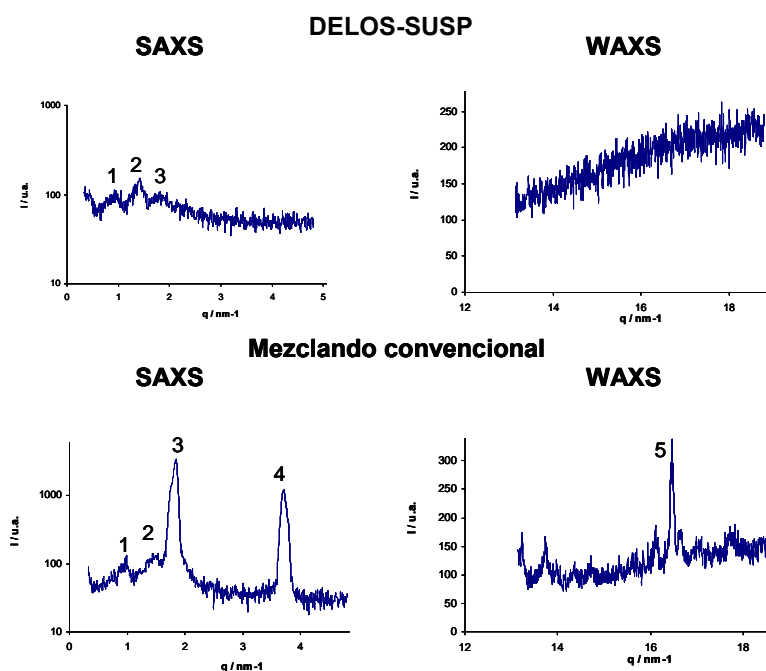 DELOS-SUSP
SAXS WAXS
1000
100
10
I / u.a.
1 2 3
0 1 2 3 4 5
q / nm-1
250
200
150
100
50
0
I / u.a.
12 14 16 18
q / nm-1
Mezclando convencional
SAXS WAXS
1000
100
10
I / u.a.
1 2 3 4
0 1 2 3 4
q / nm-1
300
250
200
150
100
50
0
I / u.a.
5
12 14 16 18
q / nm-1